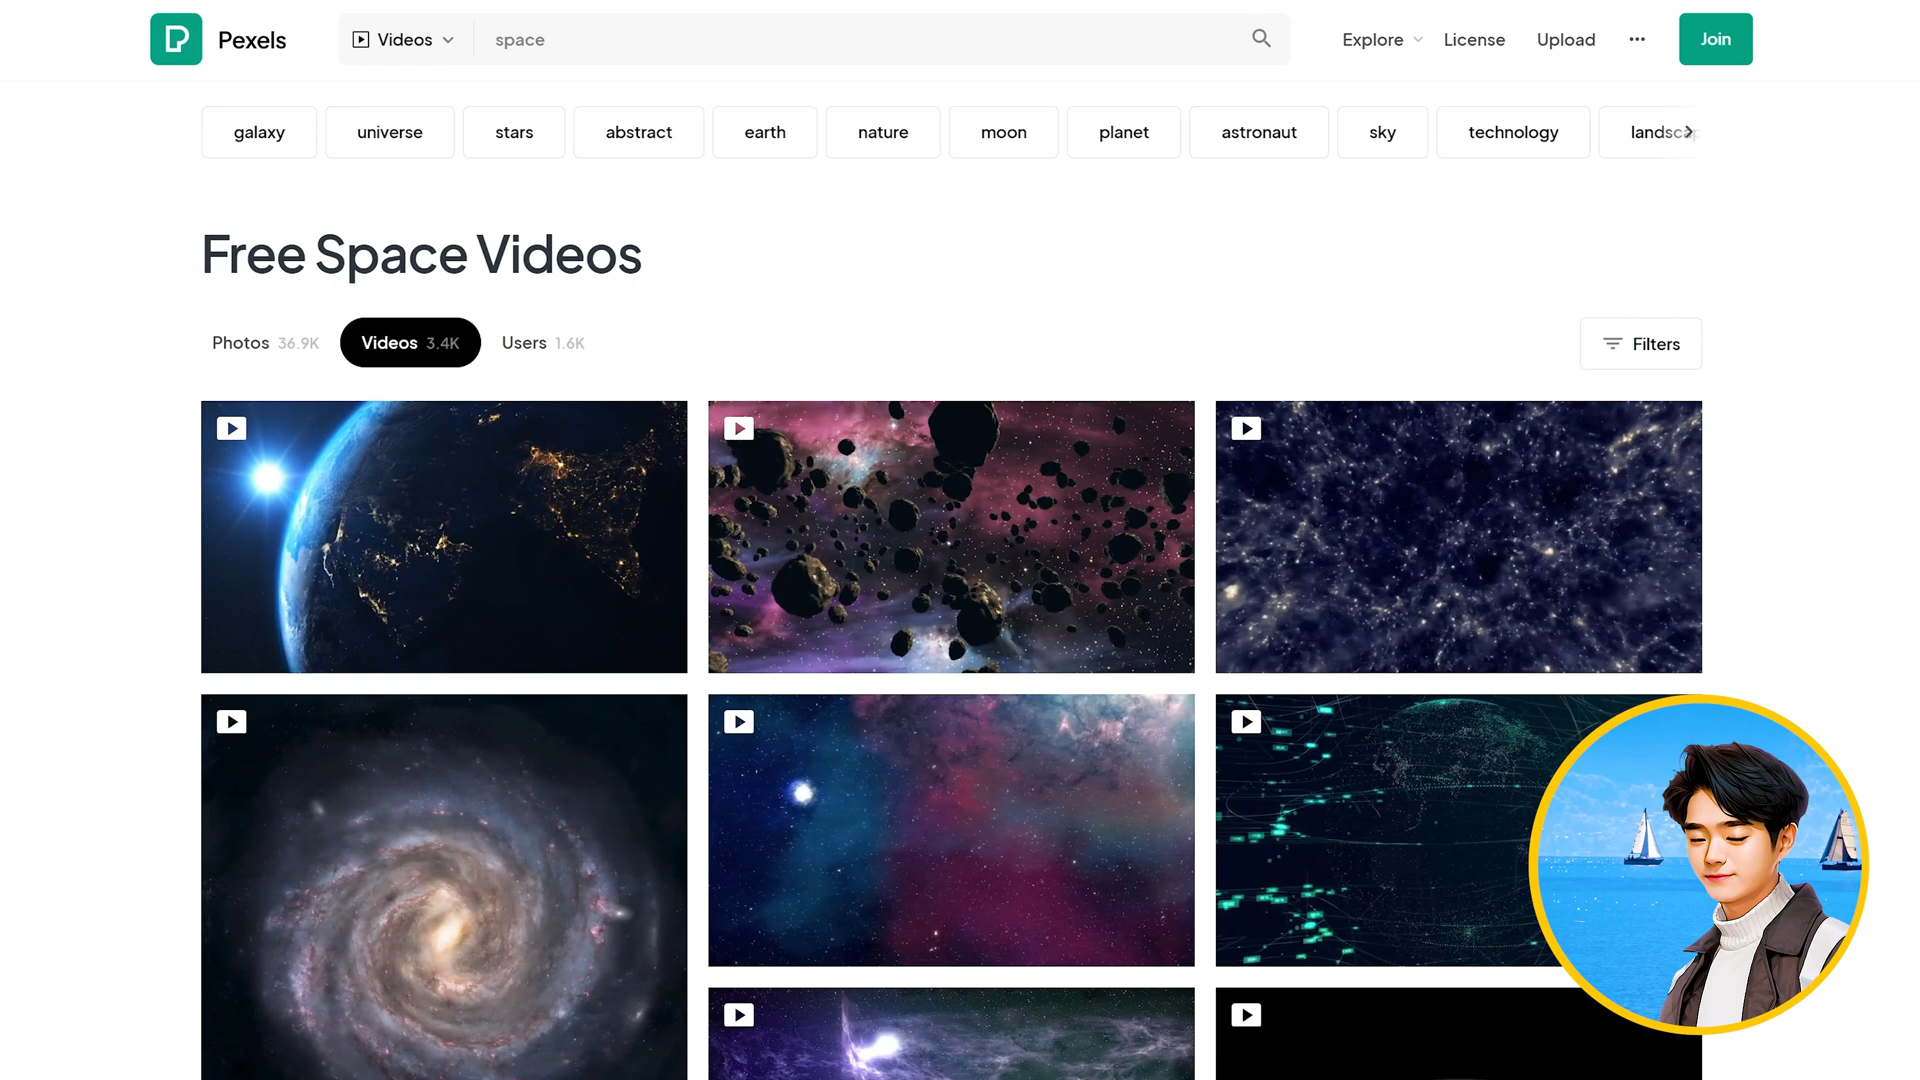 Pexels
Videos
space
Explore
License
Upload
Join
galaxy
universe
stars
abstract
earth
nature
moon
planet
astronaut
sky
technology
Free Space Videos
Photos 36.9K
Videos 3.4K
Users 1.6K
Filters